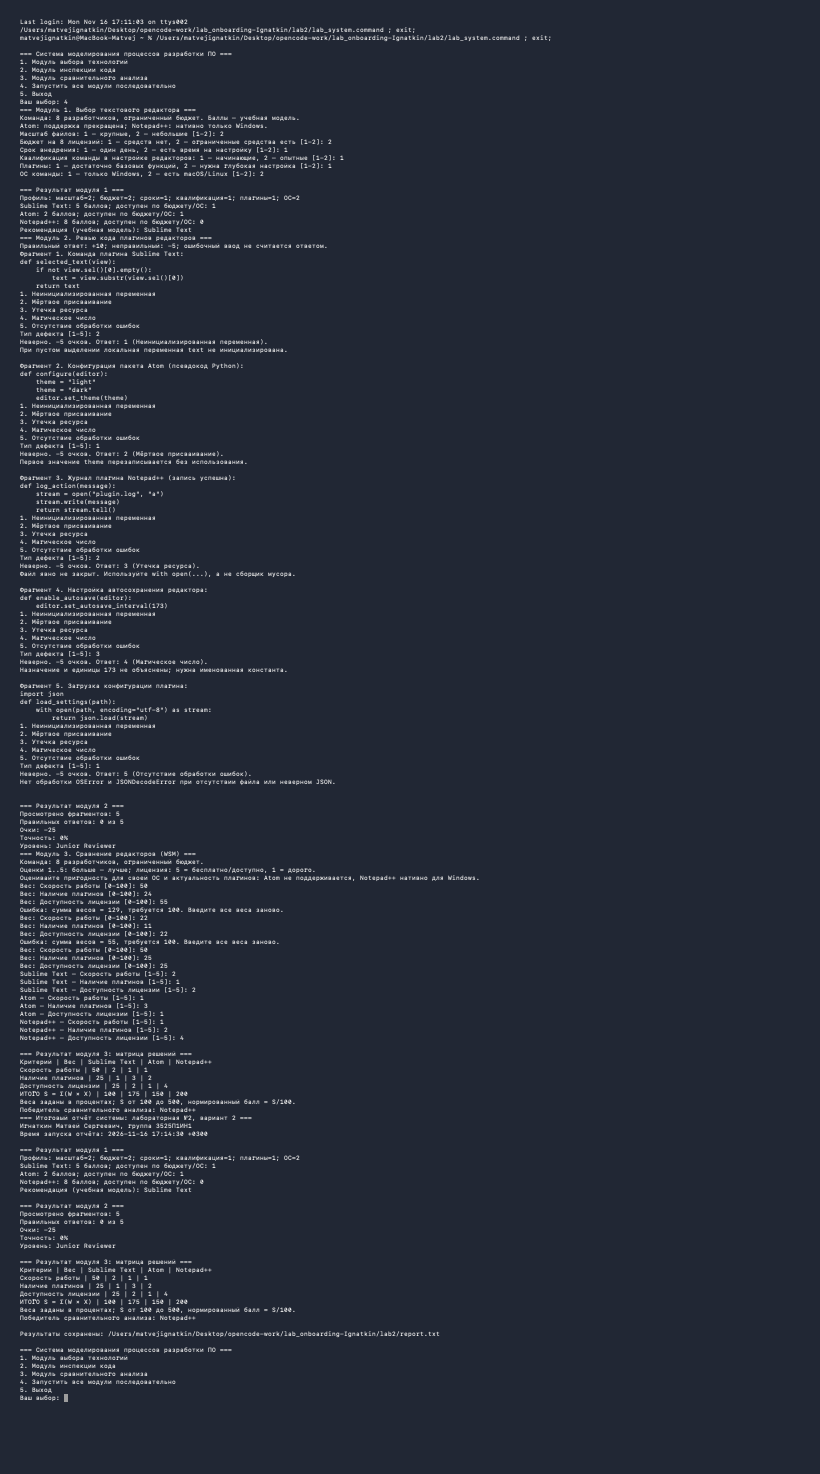 Last login: Mon Nov 16 17:11:03 on ttys002
/Users/matvejignatkin/Desktop/opencode-work/lab_onboarding-Ignatkin/lab2/lab_system.command ; exit;
matvejignatkin@MacBook-Matvej ~ % /Users/matvejignatkin/Desktop/opencode-work/lab_onboarding-Ignatkin/lab2/lab_system.command ; exit;

=== Система моделирования процессов разработки ПО ===
1. Модуль выбора технологии
2. Модуль инспекции кода
3. Модуль сравнительного анализа
4. Запустить все модули последовательно
5. Выход
Ваш выбор: 4
=== Модуль 1. Выбор текстового редактора ===
Команда: 8 разработчиков, ограниченный бюджет. Баллы — учебная модель.
Atom: поддержка прекращена; Notepad++: нативно только Windows.
Масштаб файлов: 1 — крупные, 2 — небольшие [1-2]: 2
Бюджет на 8 лицензий: 1 — средств нет, 2 — ограниченные средства есть [1-2]: 2
Срок внедрения: 1 — один день, 2 — есть время на настройку [1-2]: 1
Квалификация команды в настройке редакторов: 1 — начинающие, 2 — опытные [1-2]: 1
Плагины: 1 — достаточно базовых функций, 2 — нужна глубокая настройка [1-2]: 1
ОС команды: 1 — только Windows, 2 — есть macOS/Linux [1-2]: 2

=== Результат модуля 1 ===
Профиль: масштаб=2; бюджет=2; сроки=1; квалификация=1; плагины=1; ОС=2
Sublime Text: 5 баллов; доступен по бюджету/ОС: 1
Atom: 2 баллов; доступен по бюджету/ОС: 1
Notepad++: 8 баллов; доступен по бюджету/ОС: 0
Рекомендация (учебная модель): Sublime Text
=== Модуль 2. Ревью кода плагинов редакторов ===
Правильный ответ: +10; неправильный: -5; ошибочный ввод не считается ответом.
Фрагмент 1. Команда плагина Sublime Text:
def selected_text(view):
    if not view.sel()[0].empty():
        text = view.substr(view.sel()[0])
    return text
1. Неинициализированная переменная
2. Мёртвое присваивание
3. Утечка ресурса
4. Магическое число
5. Отсутствие обработки ошибок
Тип дефекта [1-5]: 2
Неверно. -5 очков. Ответ: 1 (Неинициализированная переменная).
При пустом выделении локальная переменная text не инициализирована.

Фрагмент 2. Конфигурация пакета Atom (псевдокод Python):
def configure(editor):
    theme = "light"
    theme = "dark"
    editor.set_theme(theme)
1. Неинициализированная переменная
2. Мёртвое присваивание
3. Утечка ресурса
4. Магическое число
5. Отсутствие обработки ошибок
Тип дефекта [1-5]: 1
Неверно. -5 очков. Ответ: 2 (Мёртвое присваивание).
Первое значение theme перезаписывается без использования.

Фрагмент 3. Журнал плагина Notepad++ (запись успешна):
def log_action(message):
    stream = open("plugin.log", "a")
    stream.write(message)
    return stream.tell()
1. Неинициализированная переменная
2. Мёртвое присваивание
3. Утечка ресурса
4. Магическое число
5. Отсутствие обработки ошибок
Тип дефекта [1-5]: 2
Неверно. -5 очков. Ответ: 3 (Утечка ресурса).
Файл явно не закрыт. Используйте with open(...), а не сборщик мусора.

Фрагмент 4. Настройка автосохранения редактора:
def enable_autosave(editor):
    editor.set_autosave_interval(173)
1. Неинициализированная переменная
2. Мёртвое присваивание
3. Утечка ресурса
4. Магическое число
5. Отсутствие обработки ошибок
Тип дефекта [1-5]: 3
Неверно. -5 очков. Ответ: 4 (Магическое число).
Назначение и единицы 173 не объяснены; нужна именованная константа.

Фрагмент 5. Загрузка конфигурации плагина:
import json
def load_settings(path):
    with open(path, encoding="utf-8") as stream:
        return json.load(stream)
1. Неинициализированная переменная
2. Мёртвое присваивание
3. Утечка ресурса
4. Магическое число
5. Отсутствие обработки ошибок
Тип дефекта [1-5]: 1
Неверно. -5 очков. Ответ: 5 (Отсутствие обработки ошибок).
Нет обработки OSError и JSONDecodeError при отсутствии файла или неверном JSON.

=== Результат модуля 2 ===
Просмотрено фрагментов: 5
Правильных ответов: 0 из 5
Очки: -25
Точность: 0%
Уровень: Junior Reviewer
=== Модуль 3. Сравнение редакторов (WSM) ===
Команда: 8 разработчиков, ограниченный бюджет.
Оценки 1..5: больше — лучше; лицензия: 5 = бесплатно/доступно, 1 = дорого.
Оценивайте пригодность для своей ОС и актуальность плагинов: Atom не поддерживается, Notepad++ нативно для Windows.
Вес: Скорость работы [0-100]: 50
Вес: Наличие плагинов [0-100]: 24
Вес: Доступность лицензии [0-100]: 55
Ошибка: сумма весов = 129, требуется 100. Введите все веса заново.
Вес: Скорость работы [0-100]: 22
Вес: Наличие плагинов [0-100]: 11
Вес: Доступность лицензии [0-100]: 22
Ошибка: сумма весов = 55, требуется 100. Введите все веса заново.
Вес: Скорость работы [0-100]: 50
Вес: Наличие плагинов [0-100]: 25
Вес: Доступность лицензии [0-100]: 25
Sublime Text — Скорость работы [1-5]: 2
Sublime Text — Наличие плагинов [1-5]: 1
Sublime Text — Доступность лицензии [1-5]: 2
Atom — Скорость работы [1-5]: 1
Atom — Наличие плагинов [1-5]: 3
Atom — Доступность лицензии [1-5]: 1
Notepad++ — Скорость работы [1-5]: 1
Notepad++ — Наличие плагинов [1-5]: 2
Notepad++ — Доступность лицензии [1-5]: 4

=== Результат модуля 3: матрица решений ===
Критерии | Вес | Sublime Text | Atom | Notepad++
Скорость работы | 50 | 2 | 1 | 1
Наличие плагинов | 25 | 1 | 3 | 2
Доступность лицензии | 25 | 2 | 1 | 4
ИТОГО S = Σ(W × X) | 100 | 175 | 150 | 200
Веса заданы в процентах; S от 100 до 500, нормированный балл = S/100.
Победитель сравнительного анализа: Notepad++
=== Итоговый отчёт системы: лабораторная №2, вариант 2 ===
Игнаткин Матвей Сергеевич, группа 3525П1ИН1
Время запуска отчёта: 2026-11-16 17:14:30 +0300

=== Результат модуля 1 ===
Профиль: масштаб=2; бюджет=2; сроки=1; квалификация=1; плагины=1; ОС=2
Sublime Text: 5 баллов; доступен по бюджету/ОС: 1
Atom: 2 баллов; доступен по бюджету/ОС: 1
Notepad++: 8 баллов; доступен по бюджету/ОС: 0
Рекомендация (учебная модель): Sublime Text

=== Результат модуля 2 ===
Просмотрено фрагментов: 5
Правильных ответов: 0 из 5
Очки: -25
Точность: 0%
Уровень: Junior Reviewer

=== Результат модуля 3: матрица решений ===
Критерии | Вес | Sublime Text | Atom | Notepad++
Скорость работы | 50 | 2 | 1 | 1
Наличие плагинов | 25 | 1 | 3 | 2
Доступность лицензии | 25 | 2 | 1 | 4
ИТОГО S = Σ(W × X) | 100 | 175 | 150 | 200
Веса заданы в процентах; S от 100 до 500, нормированный балл = S/100.
Победитель сравнительного анализа: Notepad++

Результаты сохранены: /Users/matvejignatkin/Desktop/opencode-work/lab_onboarding-Ignatkin/lab2/report.txt

=== Система моделирования процессов разработки ПО ===
1. Модуль выбора технологии
2. Модуль инспекции кода
3. Модуль сравнительного анализа
4. Запустить все модули последовательно
5. Выход
Ваш выбор: